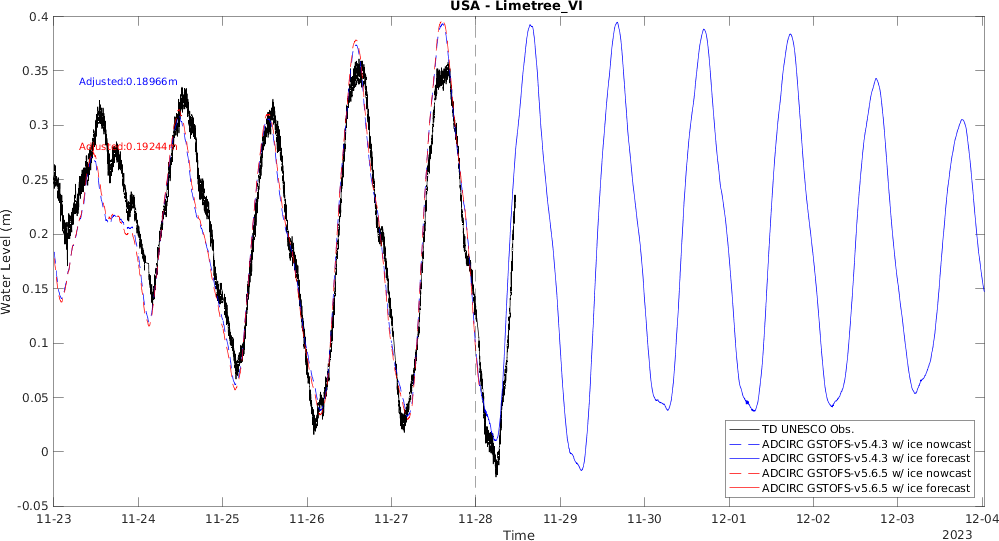 USA - Limetree_VI
0.4
0.35
0.3
0.25
0.2
0.15
0.1
0.05
0
-0.05
Water Level (m)
Adjusted:0.18966m
Adjusted:0.19244m
TD UNESCO Obs.
ADCIRC GSTOFS-v5.4.3 w/ ice nowcast
ADCIRC GSTOFS-v5.4.3 w/ ice forecast
ADCIRC GSTOFS-v5.6.5 w/ ice nowcast
ADCIRC GSTOFS-v5.6.5 w/ ice forecast
11-23 11-24 11-25 11-26 11-27 11-28 11-29 11-30 12-01 12-02 12-03 12-04
Time
2023